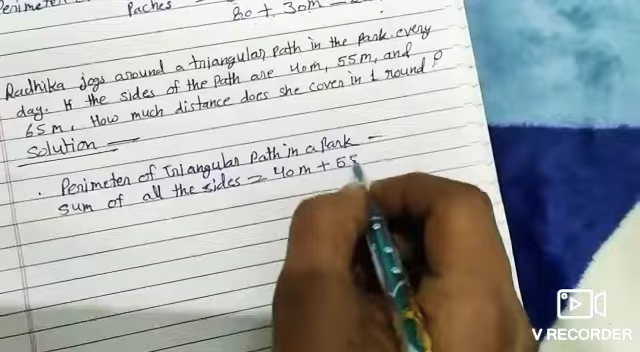 Perimeter
Paches
80 + 30m -
Radhika jogs around a triangular path in the park every
day. If the sides of the path are 40m, 55m, and
65m. How much distance does she cover in 1 round?
Solution -
. Perimeter of Triangular Path in a Park -
sum of all the sides = 40m + 55
V RECORDER